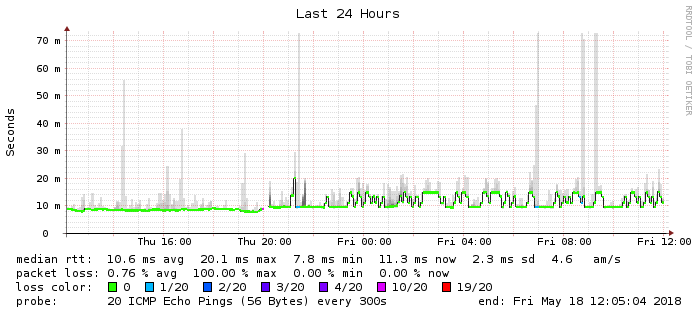 Last 24 Hours
RRDTOOL / TOBI OETIKER
Seconds
70 m
60 m
50 m
40 m
30 m
20 m
10 m
0
Thu 16:00 Thu 20:00 Fri 00:00 Fri 04:00 Fri 08:00 Fri 12:00
median rtt: 10.6 ms avg 20.1 ms max 7.8 ms min 11.3 ms now 2.3 ms sd 4.6 am/s
packet loss: 0.76 % avg 100.00 % max 0.00 % min 0.00 % now
loss color: 0 1/20 2/20 3/20 4/20 10/20 19/20
probe: 20 ICMP Echo Pings (56 Bytes) every 300s end: Fri May 18 12:05:04 2018